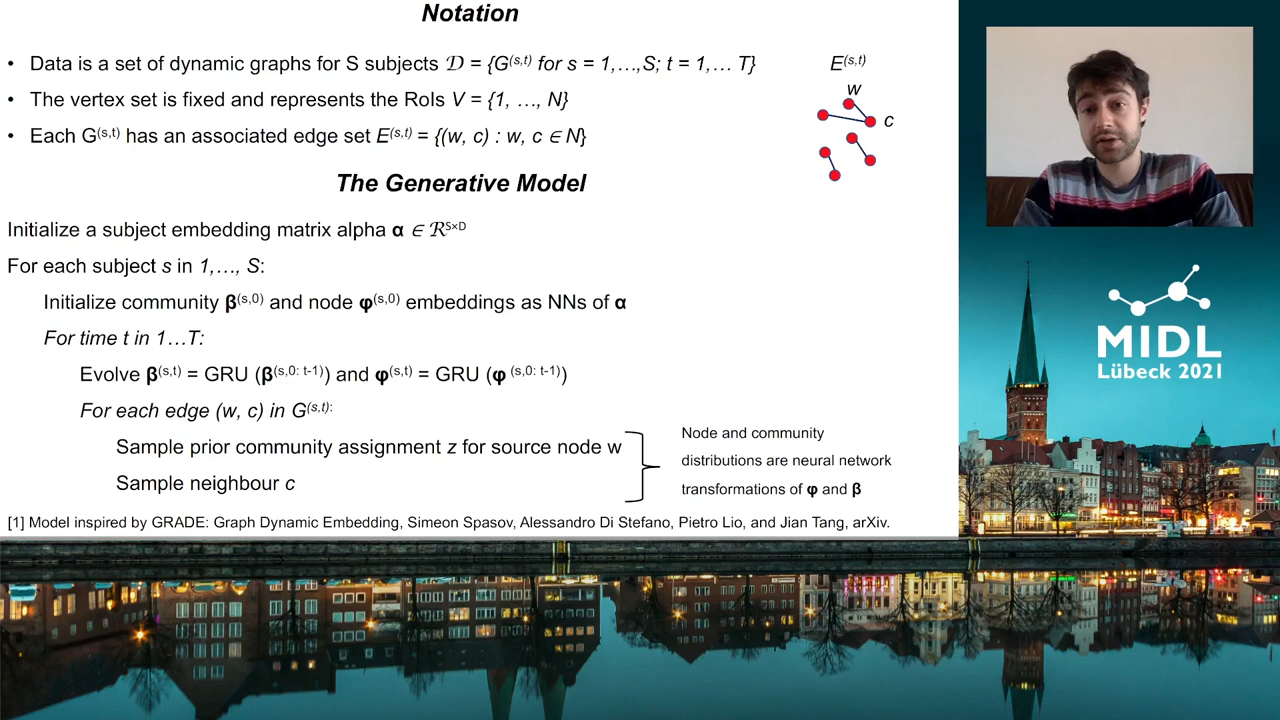 Notation
• Data is a set of dynamic graphs for S subjects 𝒟 = {G(s,t) for s = 1,…,S; t = 1,… T}
• The vertex set is fixed and represents the RoIs V = {1, …, N}
• Each G(s,t) has an associated edge set E(s,t) = {(w, c) : w, c ∈ N}
E(s,t)
w
c
The Generative Model
Initialize a subject embedding matrix alpha α ∈ ℛS×D
For each subject s in 1,…, S:
Initialize community β(s,0) and node φ(s,0) embeddings as NNs of α
For time t in 1…T:
Evolve β(s,t) = GRU (β(s,0: t-1)) and φ(s,t) = GRU (φ (s,0: t-1))
For each edge (w, c) in G(s,t):
Sample prior community assignment z for source node w
Sample neighbour c
Node and community
distributions are neural network
transformations of φ and β
[1] Model inspired by GRADE: Graph Dynamic Embedding, Simeon Spasov, Alessandro Di Stefano, Pietro Lio, and Jian Tang, arXiv.
MIDL
Lübeck 2021